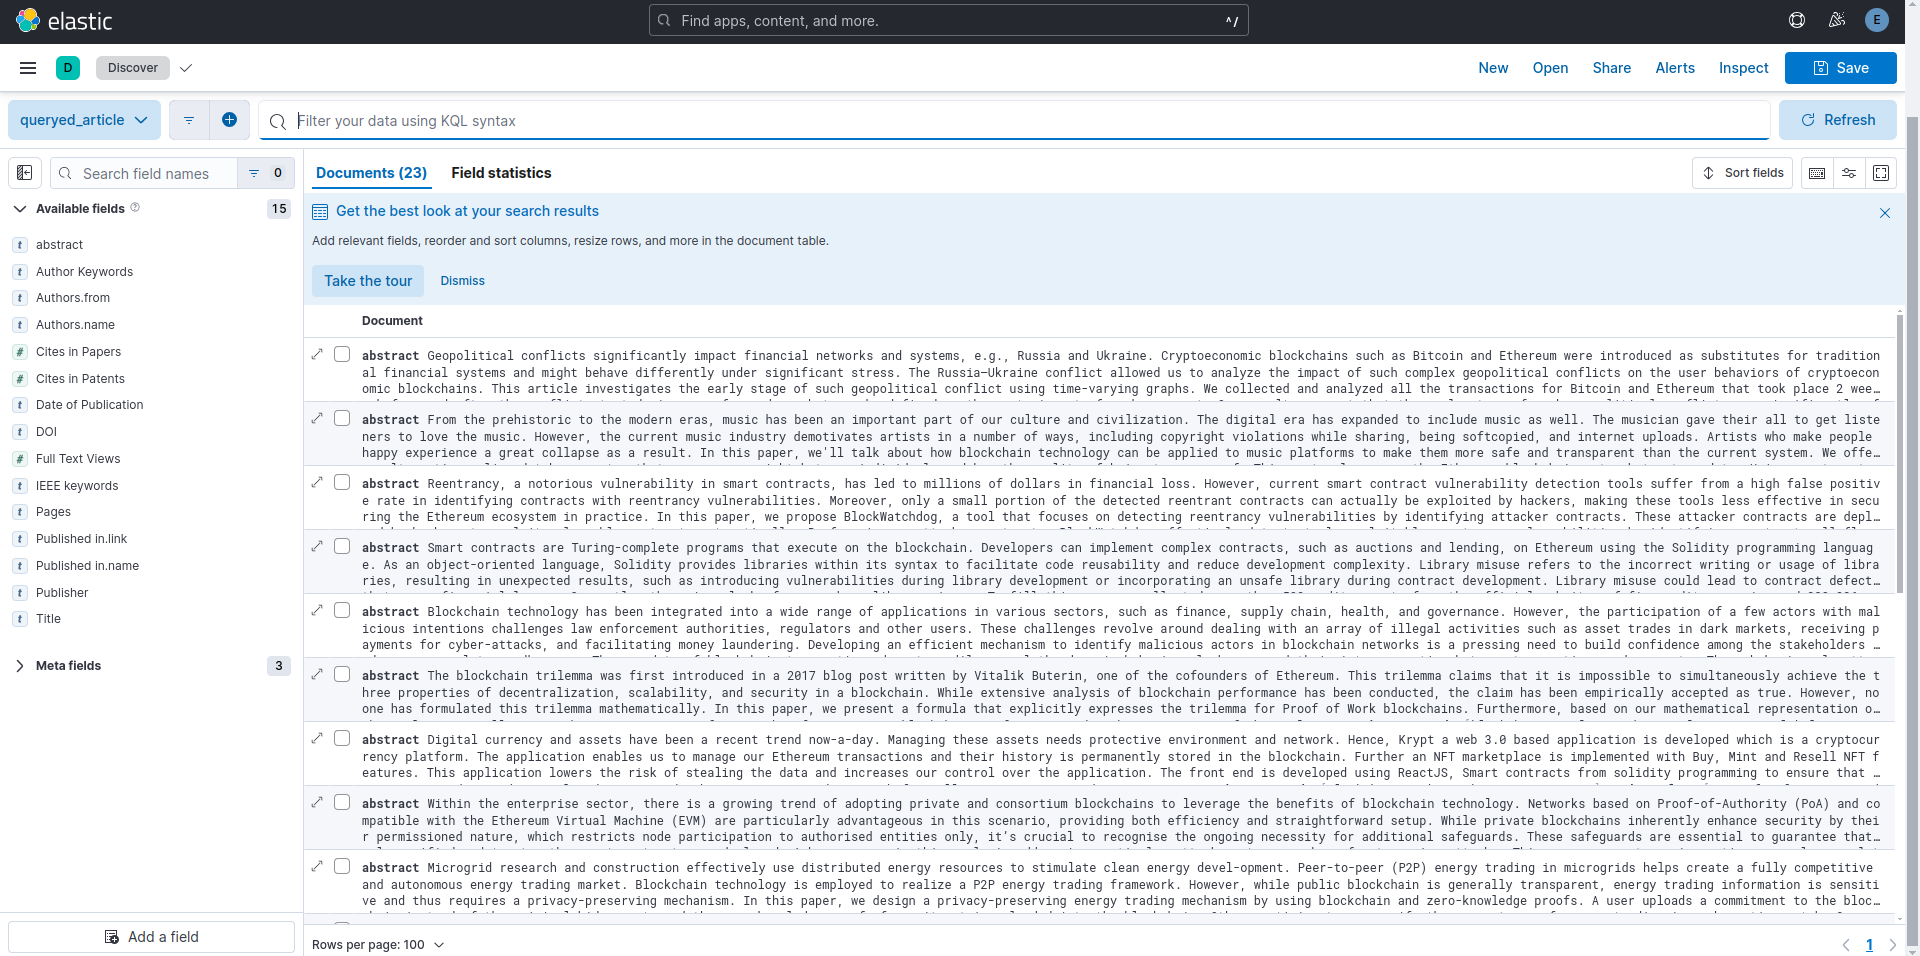 elastic
Find apps, content, and more.
^/
E
D
Discover
New
Open
Share
Alerts
Inspect
Save
queryed_article
Filter your data using KQL syntax
Refresh
Search field names
0
Documents (23)
Field statistics
Sort fields
Available fields
15
t abstract
t Author Keywords
t Authors.from
t Authors.name
# Cites in Papers
# Cites in Patents
t Date of Publication
t DOI
t Full Text Views
t IEEE keywords
t Pages
t Published in.link
t Published in.name
t Publisher
t Title
Meta fields
3
Add a field
Get the best look at your search results
Add relevant fields, reorder and sort columns, resize rows, and more in the document table.
Take the tour
Dismiss
Document
abstract Geopolitical conflicts significantly impact financial networks and systems, e.g., Russia and Ukraine. Cryptoeconomic blockchains such as Bitcoin and Ethereum were introduced as substitutes for tradition
al financial systems and might behave differently under significant stress. The Russia–Ukraine conflict allowed us to analyze the impact of such complex geopolitical conflicts on the user behaviors of cryptoecon
omic blockchains. This article investigates the early stage of such geopolitical conflict using time-varying graphs. We collected and analyzed all the transactions for Bitcoin and Ethereum that took place 2 wee…
abstract From the prehistoric to the modern eras, music has been an important part of our culture and civilization. The digital era has expanded to include music as well. The musician gave their all to get liste
ners to love the music. However, the current music industry demotivates artists in a number of ways, including copyright violations while sharing, being softcopied, and internet uploads. Artists who make people
happy experience a great collapse as a result. In this paper, we'll talk about how blockchain technology can be applied to music platforms to make them more safe and transparent than the current system. We offe…
abstract Reentrancy, a notorious vulnerability in smart contracts, has led to millions of dollars in financial loss. However, current smart contract vulnerability detection tools suffer from a high false positiv
e rate in identifying contracts with reentrancy vulnerabilities. Moreover, only a small portion of the detected reentrant contracts can actually be exploited by hackers, making these tools less effective in secu
ring the Ethereum ecosystem in practice. In this paper, we propose BlockWatchdog, a tool that focuses on detecting reentrancy vulnerabilities by identifying attacker contracts. These attacker contracts are depl…
abstract Smart contracts are Turing-complete programs that execute on the blockchain. Developers can implement complex contracts, such as auctions and lending, on Ethereum using the Solidity programming languag
e. As an object-oriented language, Solidity provides libraries within its syntax to facilitate code reusability and reduce development complexity. Library misuse refers to the incorrect writing or usage of libra
ries, resulting in unexpected results, such as introducing vulnerabilities during library development or incorporating an unsafe library during contract development. Library misuse could lead to contract defect…
abstract Blockchain technology has been integrated into a wide range of applications in various sectors, such as finance, supply chain, health, and governance. However, the participation of a few actors with mal
icious intentions challenges law enforcement authorities, regulators and other users. These challenges revolve around dealing with an array of illegal activities such as asset trades in dark markets, receiving p
ayments for cyber-attacks, and facilitating money laundering. Developing an efficient mechanism to identify malicious actors in blockchain networks is a pressing need to build confidence among the stakeholders …
abstract The blockchain trilemma was first introduced in a 2017 blog post written by Vitalik Buterin, one of the cofounders of Ethereum. This trilemma claims that it is impossible to simultaneously achieve the t
hree properties of decentralization, scalability, and security in a blockchain. While extensive analysis of blockchain performance has been conducted, the claim has been empirically accepted as true. However, no
one has formulated this trilemma mathematically. In this paper, we present a formula that explicitly expresses the trilemma for Proof of Work blockchains. Furthermore, based on our mathematical representation o…
abstract Digital currency and assets have been a recent trend now-a-day. Managing these assets needs protective environment and network. Hence, Krypt a web 3.0 based application is developed which is a cryptocur
rency platform. The application enables us to manage our Ethereum transactions and their history is permanently stored in the blockchain. Further an NFT marketplace is implemented with Buy, Mint and Resell NFT f
eatures. This application lowers the risk of stealing the data and increases our control over the application. The front end is developed using ReactJS, Smart contracts from solidity programming to ensure that …
abstract Within the enterprise sector, there is a growing trend of adopting private and consortium blockchains to leverage the benefits of blockchain technology. Networks based on Proof-of-Authority (PoA) and co
mpatible with the Ethereum Virtual Machine (EVM) are particularly advantageous in this scenario, providing both efficiency and straightforward setup. While private blockchains inherently enhance security by thei
r permissioned nature, which restricts node participation to authorised entities only, it's crucial to recognise the ongoing necessity for additional safeguards. These safeguards are essential to guarantee that…
abstract Microgrid research and construction effectively use distributed energy resources to stimulate clean energy devel-opment. Peer-to-peer (P2P) energy trading in microgrids helps create a fully competitive
and autonomous energy trading market. Blockchain technology is employed to realize a P2P energy trading framework. However, while public blockchain is generally transparent, energy trading information is sensiti
ve and thus requires a privacy-preserving mechanism. In this paper, we design a privacy-preserving energy trading mechanism by using blockchain and zero-knowledge proofs. A user uploads a commitment to the bloc…
Rows per page: 100
1